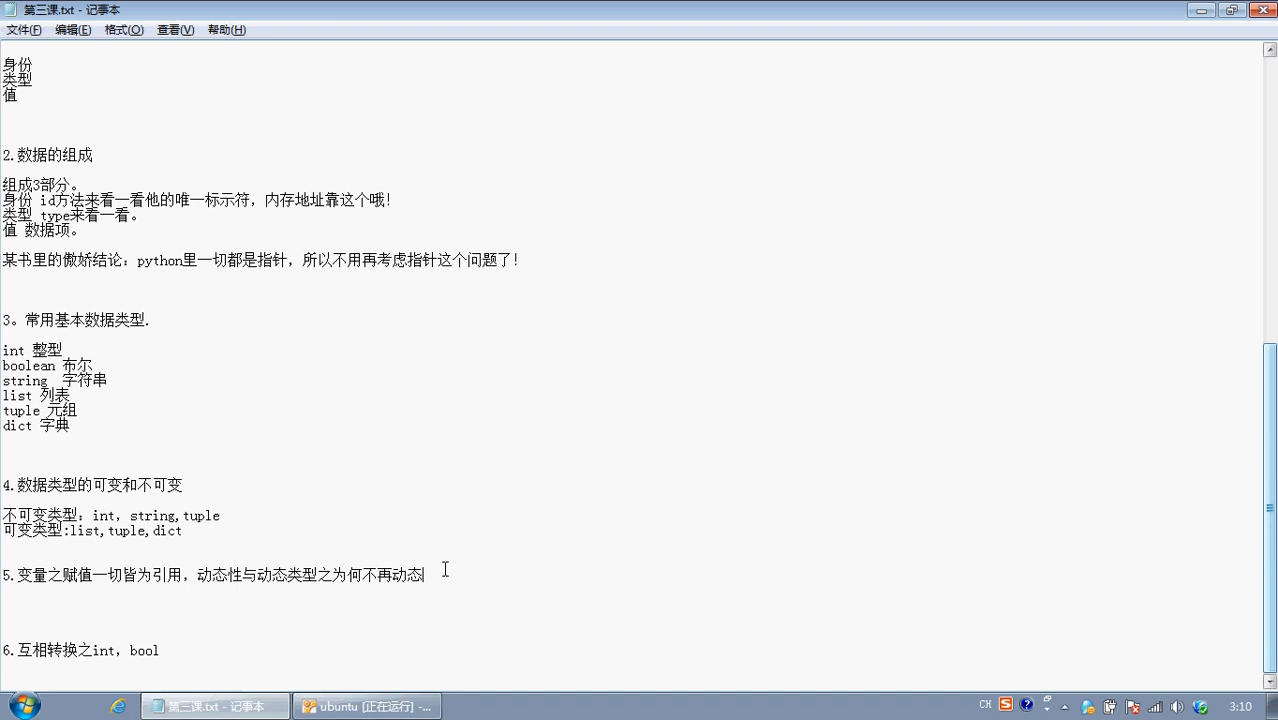 第三课.txt - 记事本
文件(F) 编辑(E) 格式(O) 查看(V) 帮助(H)
身份
类型
值
2.数据的组成
组成3部分。
身份 id方法来看一看他的唯一标示符，内存地址靠这个哦!
类型 type来看一看。
值 数据项。
某书里的傲娇结论: python里一切都是指针，所以不用再考虑指针这个问题了!
3。常用基本数据类型.
int 整型
boolean 布尔
string  字符串
list 列表
tuple 元组
dict 字典
4.数据类型的可变和不可变
不可变类型: int, string,tuple
可变类型:list,tuple,dict
5.变量之赋值一切皆为引用，动态性与动态类型之为何不再动态
6.互相转换之int, bool
第三课.txt - 记事本 ubuntu [正在运行] -... CH 3:10